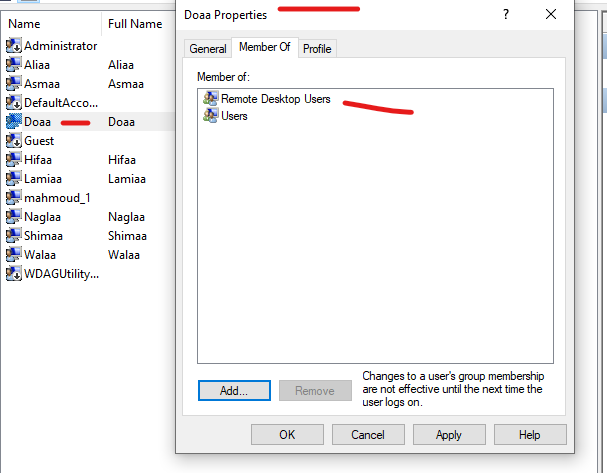 Name Full Name
Administrator
Aliaa Aliaa
Asmaa Asmaa
DefaultAcco...
Doaa Doaa
Guest
Hifaa Hifaa
Lamiaa Lamiaa
mahmoud_1
Naglaa Naglaa
Shimaa Shimaa
Walaa Walaa
WDAGUtility...
Doaa Properties ?
General Member Of Profile
Member of:
Remote Desktop Users
Users
Add... Remove
Changes to a user's group membership
are not effective until the next time the
user logs on.
OK Cancel Apply Help